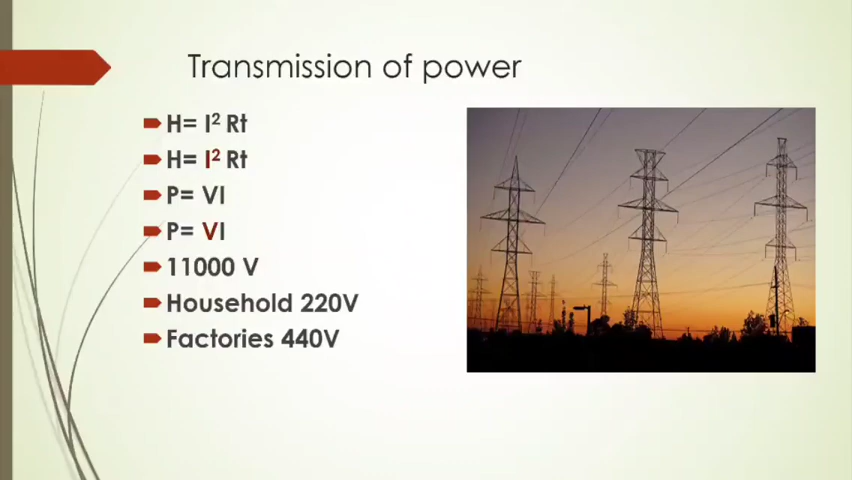 Transmission of power
H= I² Rt
H= I² Rt
P= VI
P= VI
11000 V
Household 220V
Factories 440V